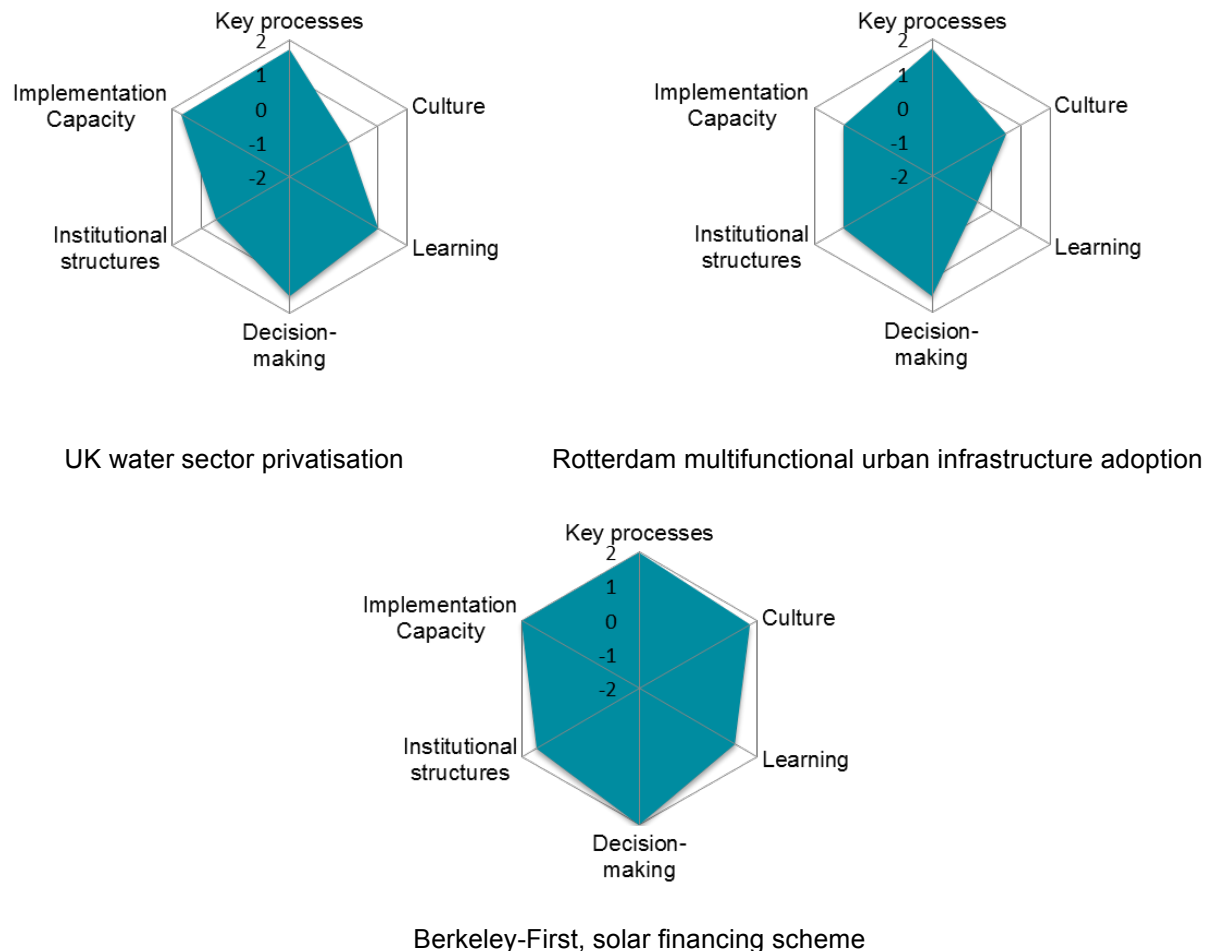 Key processes
2
1
0
-1
-2
Implementation
Capacity
Culture
Institutional
structures
Learning
Decision-
making
UK water sector privatisation
Key processes
2
1
0
-1
-2
Implementation
Capacity
Culture
Institutional
structures
Learning
Decision-
making
Rotterdam multifunctional urban infrastructure adoption
Key processes
2
1
0
-1
-2
Implementation
Capacity
Culture
Institutional
structures
Learning
Decision-
making
Berkeley-First, solar financing scheme